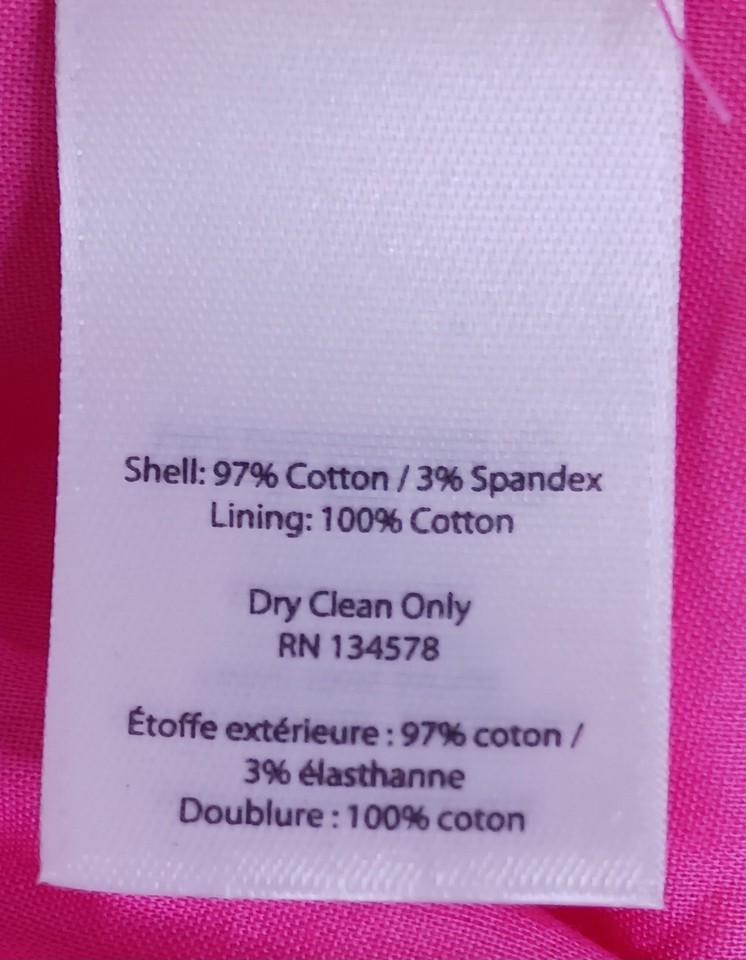 Shell: 97% Cotton / 3% Spandex
Lining: 100% Cotton
Dry Clean Only
RN 134578
Étoffe extérieure : 97% coton /
3% élasthanne
Doublure : 100% coton